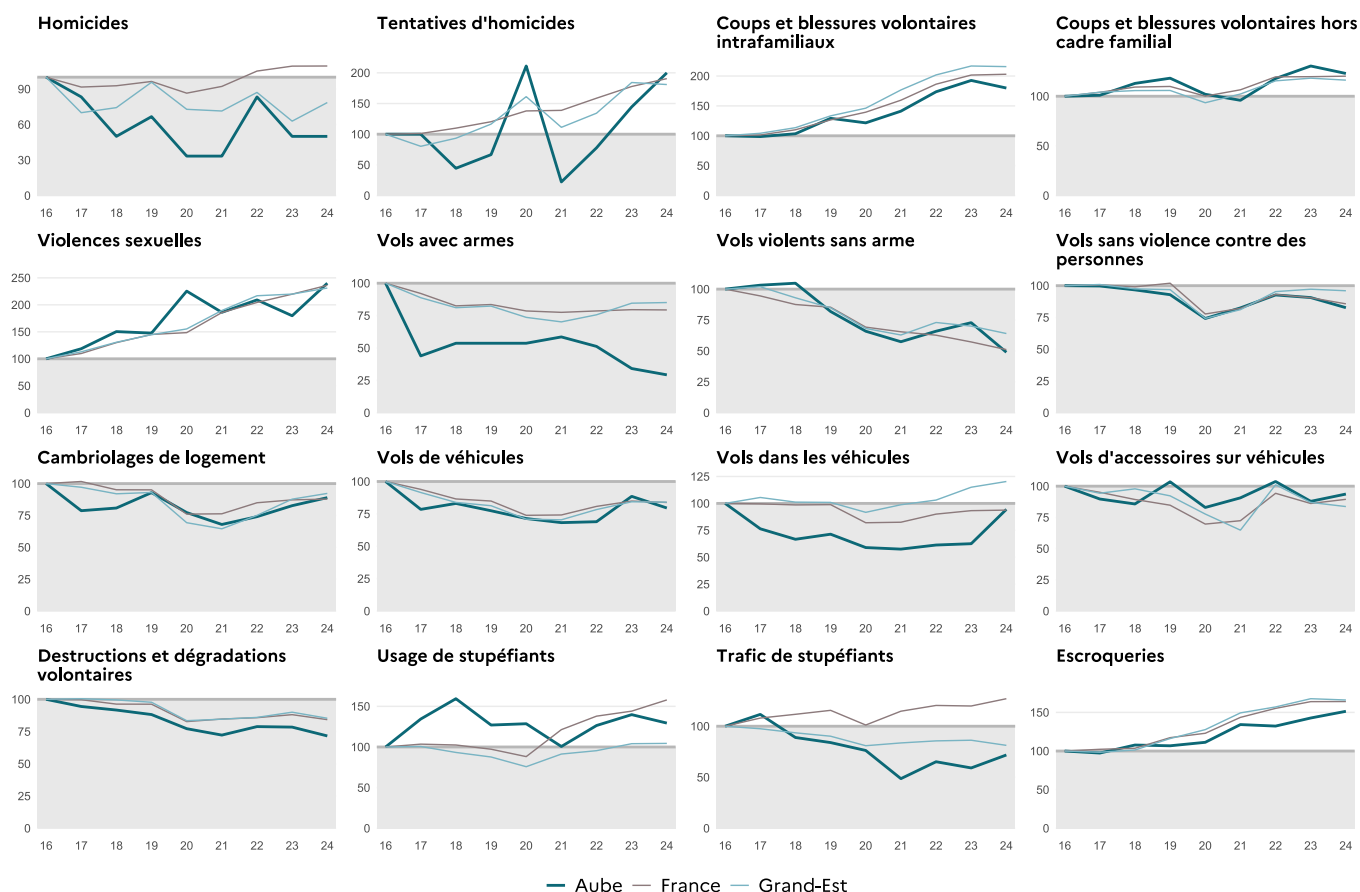 Homicides
90
60
30
0
16 17 18 19 20 21 22 23 24
Tentatives d'homicides
200
150
100
50
0
16 17 18 19 20 21 22 23 24
Coups et blessures volontaires
intrafamiliaux
200
150
100
50
0
16 17 18 19 20 21 22 23 24
Coups et blessures volontaires hors
cadre familial
100
50
0
16 17 18 19 20 21 22 23 24
Violences sexuelles
250
200
150
100
50
0
16 17 18 19 20 21 22 23 24
Vols avec armes
100
75
50
25
0
16 17 18 19 20 21 22 23 24
Vols violents sans arme
100
75
50
25
0
16 17 18 19 20 21 22 23 24
Vols sans violence contre des
personnes
100
75
50
25
0
16 17 18 19 20 21 22 23 24
Cambriolages de logement
100
75
50
25
0
16 17 18 19 20 21 22 23 24
Vols de véhicules
100
75
50
25
0
16 17 18 19 20 21 22 23 24
Vols dans les véhicules
125
100
75
50
25
0
16 17 18 19 20 21 22 23 24
Vols d'accessoires sur véhicules
100
75
50
25
0
16 17 18 19 20 21 22 23 24
Destructions et dégradations
volontaires
100
75
50
25
0
16 17 18 19 20 21 22 23 24
Usage de stupéfiants
150
100
50
0
16 17 18 19 20 21 22 23 24
Trafic de stupéfiants
100
50
0
16 17 18 19 20 21 22 23 24
Escroqueries
150
100
50
0
16 17 18 19 20 21 22 23 24
Aube France Grand-Est